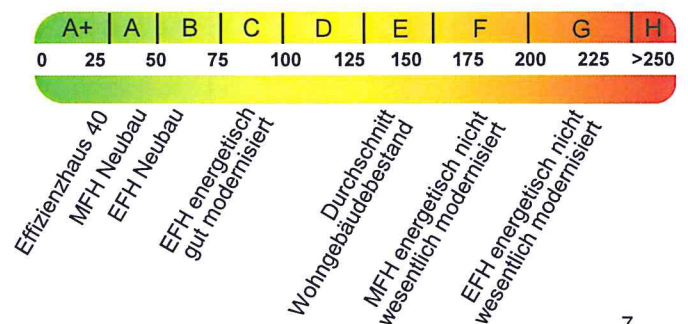 A+ A B C D E F G H
0 25 50 75 100 125 150 175 200 225 >250
Effizienzhaus 40
MFH Neubau
EFH Neubau
EFH energetisch
gut modernisiert
Durchschnitt
Wohngebäudebestand
MFH energetisch nicht
wesentlich modernisiert
EFH energetisch nicht
wesentlich modernisiert